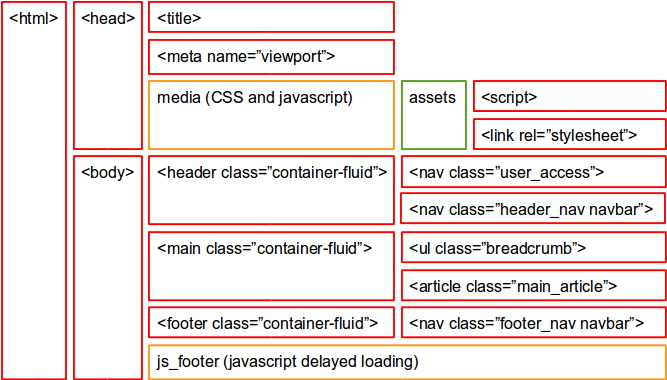 <html>
<head>
<title>
<meta name=”viewport”>
media (CSS and javascript)
assets
<script>
<link rel=”stylesheet”>
<body>
<header class=”container-fluid”>
<nav class=”user_access”>
<nav class=”header_nav navbar”>
<main class=”container-fluid”>
<ul class=”breadcrumb”>
<article class=”main_article”>
<footer class=”container-fluid”>
<nav class=”footer_nav navbar”>
js_footer (javascript delayed loading)